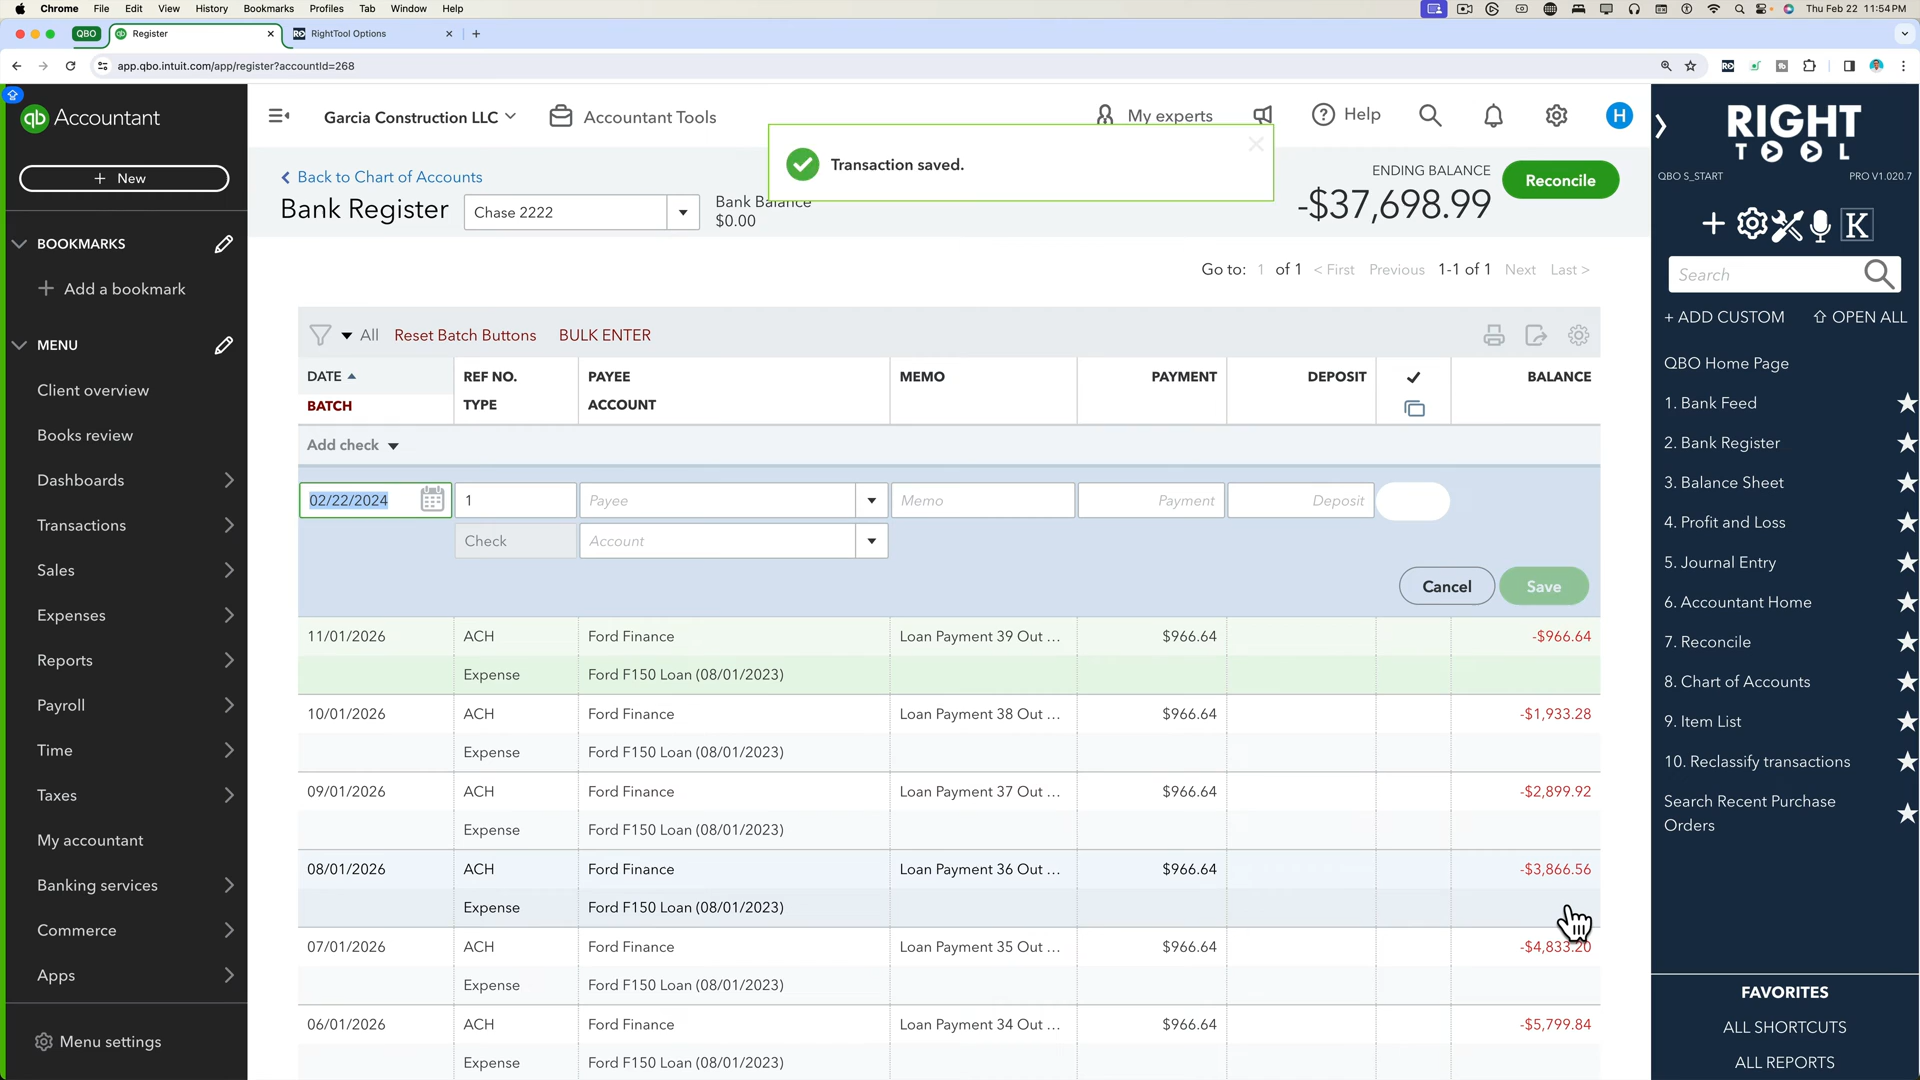 Chrome File Edit View History Bookmarks Profiles Tab Window Help Thu Feb 22 11:54 PM
QBO Register RightTool Options
app.qbo.intuit.com/app/register?accountId=268
qb Accountant
+ New
BOOKMARKS
+ Add a bookmark
MENU
Client overview
Books review
Dashboards
Transactions
Sales
Expenses
Reports
Payroll
Time
Taxes
My accountant
Banking services
Commerce
Apps
Menu settings
Garcia Construction LLC Accountant Tools My experts Help H
Transaction saved.
Back to Chart of Accounts
Bank Register Chase 2222 Bank Balance
$0.00
ENDING BALANCE
-$37,698.99
Reconcile
Go to: 1 of 1 < First Previous 1-1 of 1 Next Last >
All Reset Batch Buttons BULK ENTER
DATE REF NO. PAYEE MEMO PAYMENT DEPOSIT ✓ BALANCE
BATCH TYPE ACCOUNT
Add check
02/22/2024 1 Payee Memo Payment Deposit
Check Account
Cancel Save
11/01/2026 ACH Ford Finance Loan Payment 39 Out ... $966.64 -$966.64
Expense Ford F150 Loan (08/01/2023)
10/01/2026 ACH Ford Finance Loan Payment 38 Out ... $966.64 -$1,933.28
Expense Ford F150 Loan (08/01/2023)
09/01/2026 ACH Ford Finance Loan Payment 37 Out ... $966.64 -$2,899.92
Expense Ford F150 Loan (08/01/2023)
08/01/2026 ACH Ford Finance Loan Payment 36 Out ... $966.64 -$3,866.56
Expense Ford F150 Loan (08/01/2023)
07/01/2026 ACH Ford Finance Loan Payment 35 Out ... $966.64 -$4,833.20
Expense Ford F150 Loan (08/01/2023)
06/01/2026 ACH Ford Finance Loan Payment 34 Out ... $966.64 -$5,799.84
Expense Ford F150 Loan (08/01/2023)
RIGHT
TOOL
QBO S_START PRO V1.020.7
K
Search
+ ADD CUSTOM OPEN ALL
QBO Home Page
1. Bank Feed
2. Bank Register
3. Balance Sheet
4. Profit and Loss
5. Journal Entry
6. Accountant Home
7. Reconcile
8. Chart of Accounts
9. Item List
10. Reclassify transactions
Search Recent Purchase
Orders
FAVORITES
ALL SHORTCUTS
ALL REPORTS